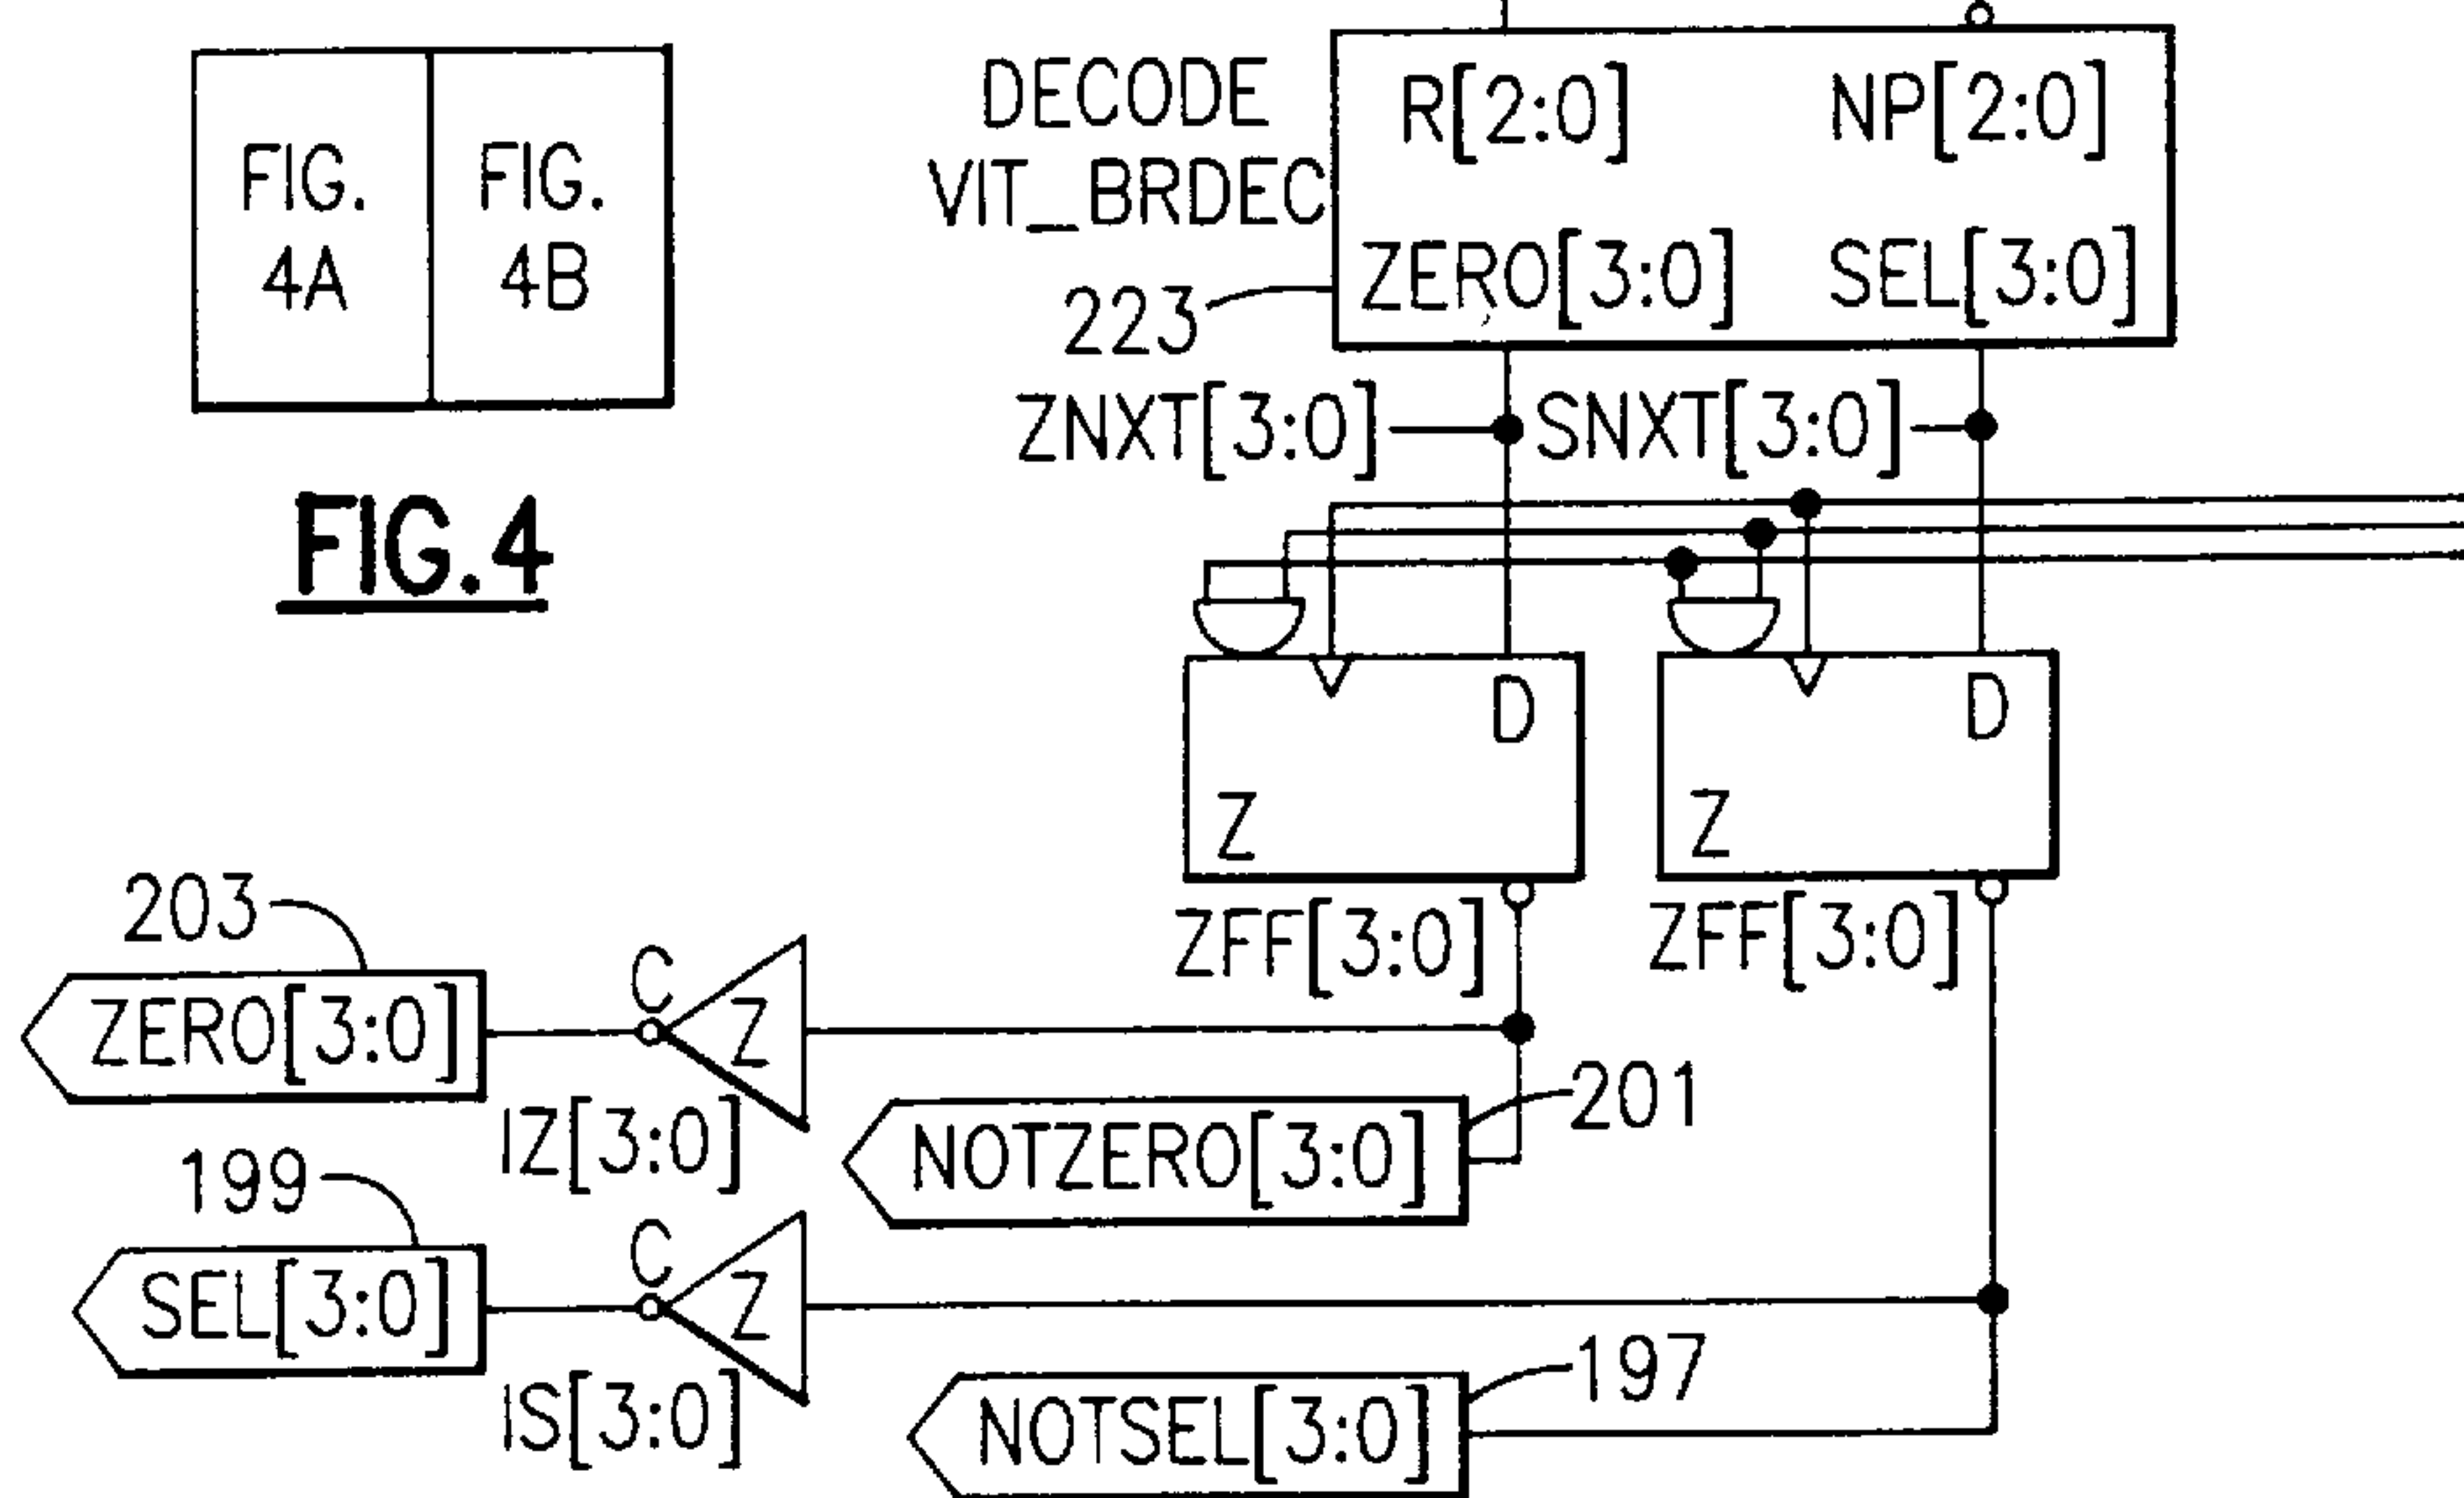 FIG.
4A
FIG.
4B
FIG.4
DECODE
VIT_BRDEC
223
R[2:0] NP[2:0]
ZERO[3:0] SEL[3:0]
ZNXT[3:0] SNXT[3:0]
D D
Z Z
ZFF[3:0] ZFF[3:0]
203
ZERO[3:0]
C
Z
IZ[3:0]
NOTZERO[3:0]
201
199
SEL[3:0]
C
Z
IS[3:0]
NOTSEL[3:0]
197